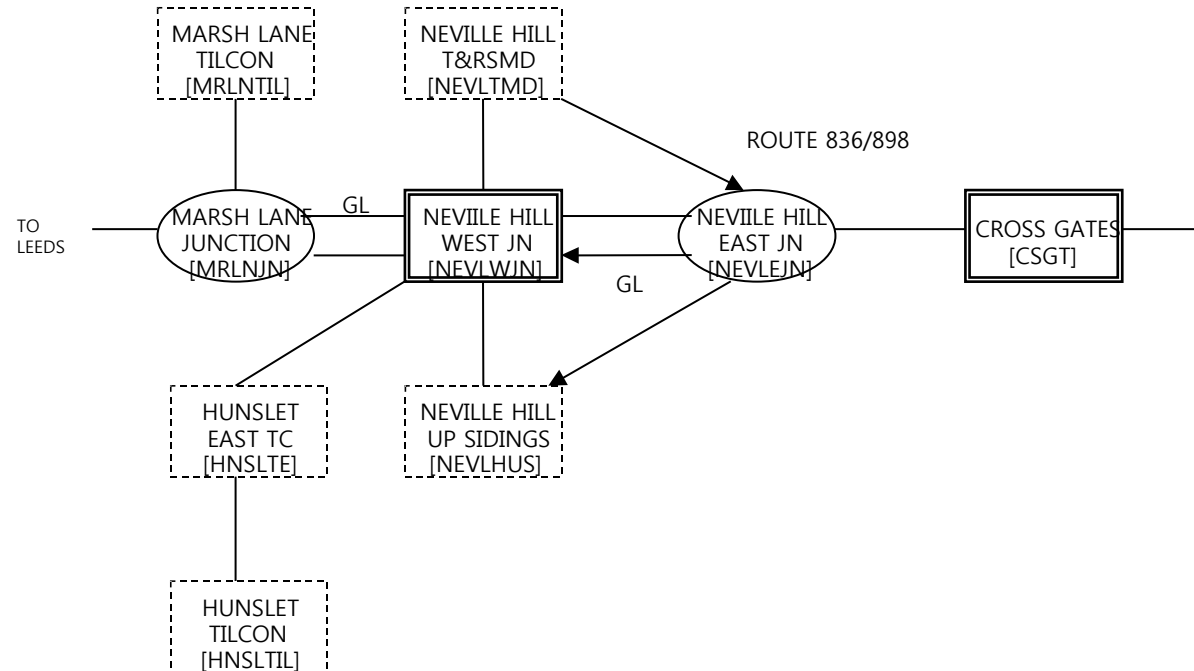 MARSH LANE
TILCON
[MRLNTIL]
NEVILLE HILL
T&RSMD
[NEVLTMD]
ROUTE 836/898
TO
LEEDS
MARSH LANE
JUNCTION
[MRLNJN]
GL
NEVIILE HILL
WEST JN
[NEVLWJN]
GL
NEVIILE HILL
EAST JN
[NEVLEJN]
CROSS GATES
[CSGT]
HUNSLET
EAST TC
[HNSLTE]
NEVILLE HILL
UP SIDINGS
[NEVLHUS]
HUNSLET
TILCON
[HNSLTIL]